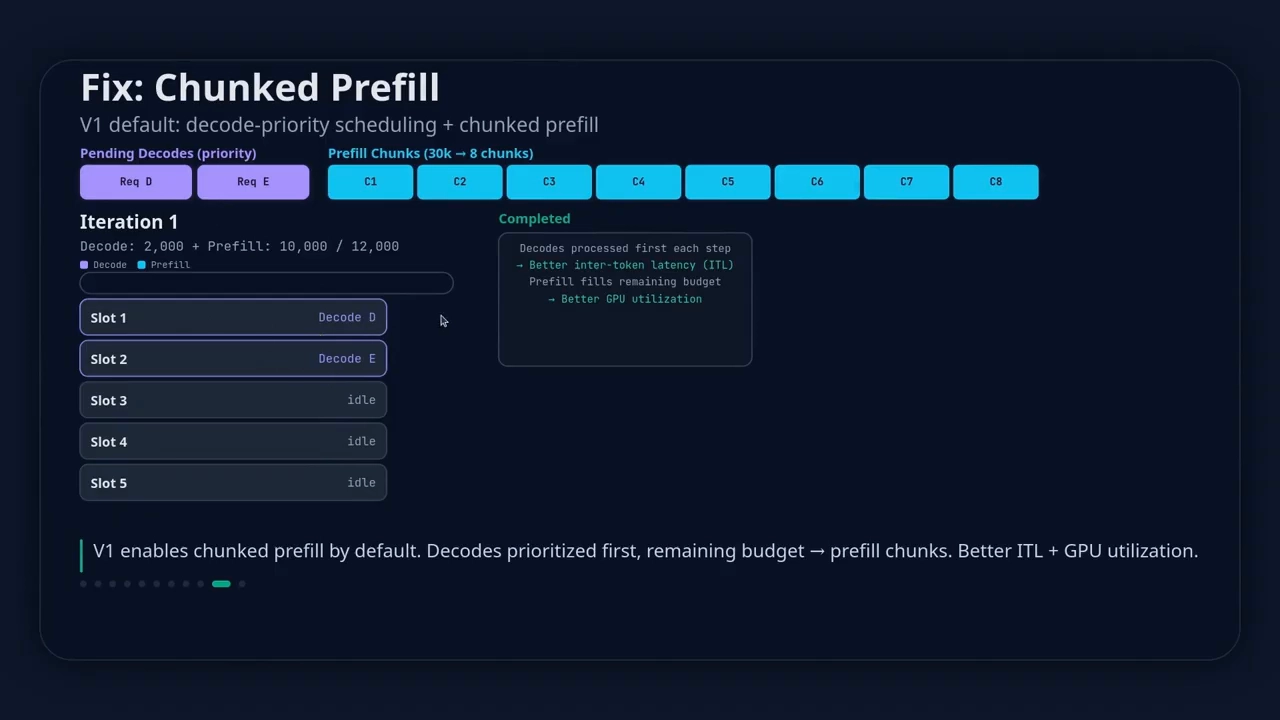 Fix: Chunked Prefill
V1 default: decode-priority scheduling + chunked prefill
Pending Decodes (priority)
Req D Req E
Prefill Chunks (30k → 8 chunks)
C1 C2 C3 C4 C5 C6 C7 C8
Iteration 1
Decode: 2,000 + Prefill: 10,000 / 12,000
Decode Prefill
Slot 1 Decode D
Slot 2 Decode E
Slot 3 idle
Slot 4 idle
Slot 5 idle
Completed
Decodes processed first each step
→ Better inter-token latency (ITL)
Prefill fills remaining budget
→ Better GPU utilization
V1 enables chunked prefill by default. Decodes prioritized first, remaining budget → prefill chunks. Better ITL + GPU utilization.